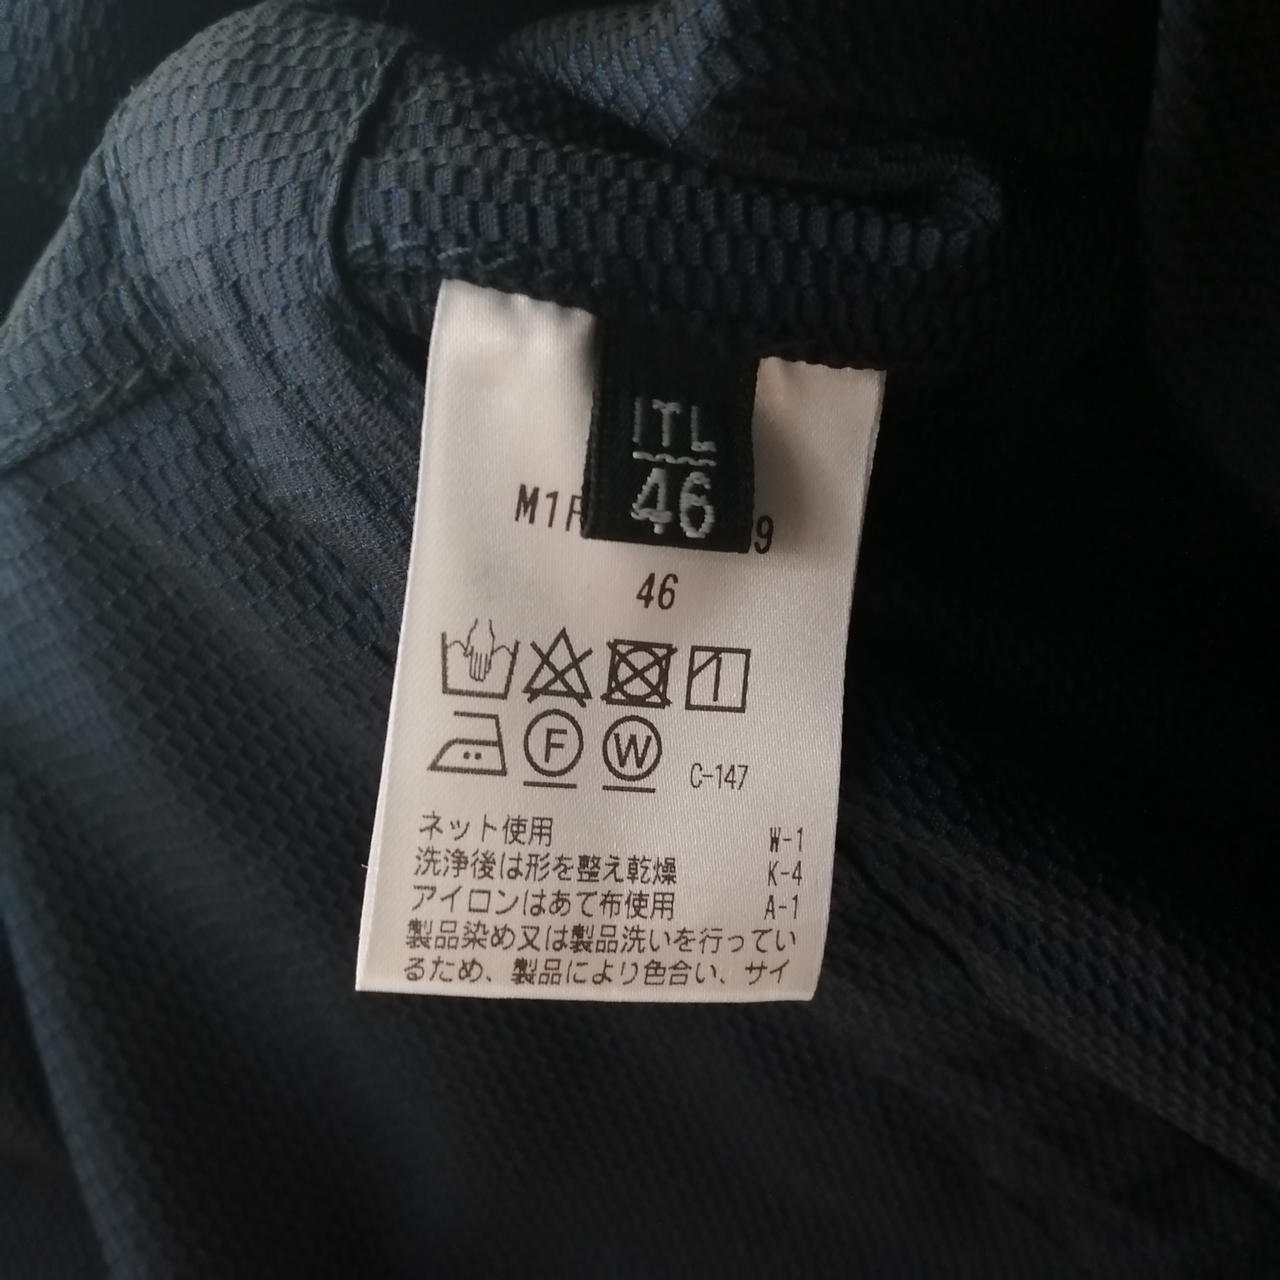 ITL
46
M1F 9
46
F W C-147
ネット使用 W-1
洗浄後は形を整え乾燥 K-4
アイロンはあて布使用 A-1
製品染め又は製品洗いを行ってい
るため、製品により色合い、サイ